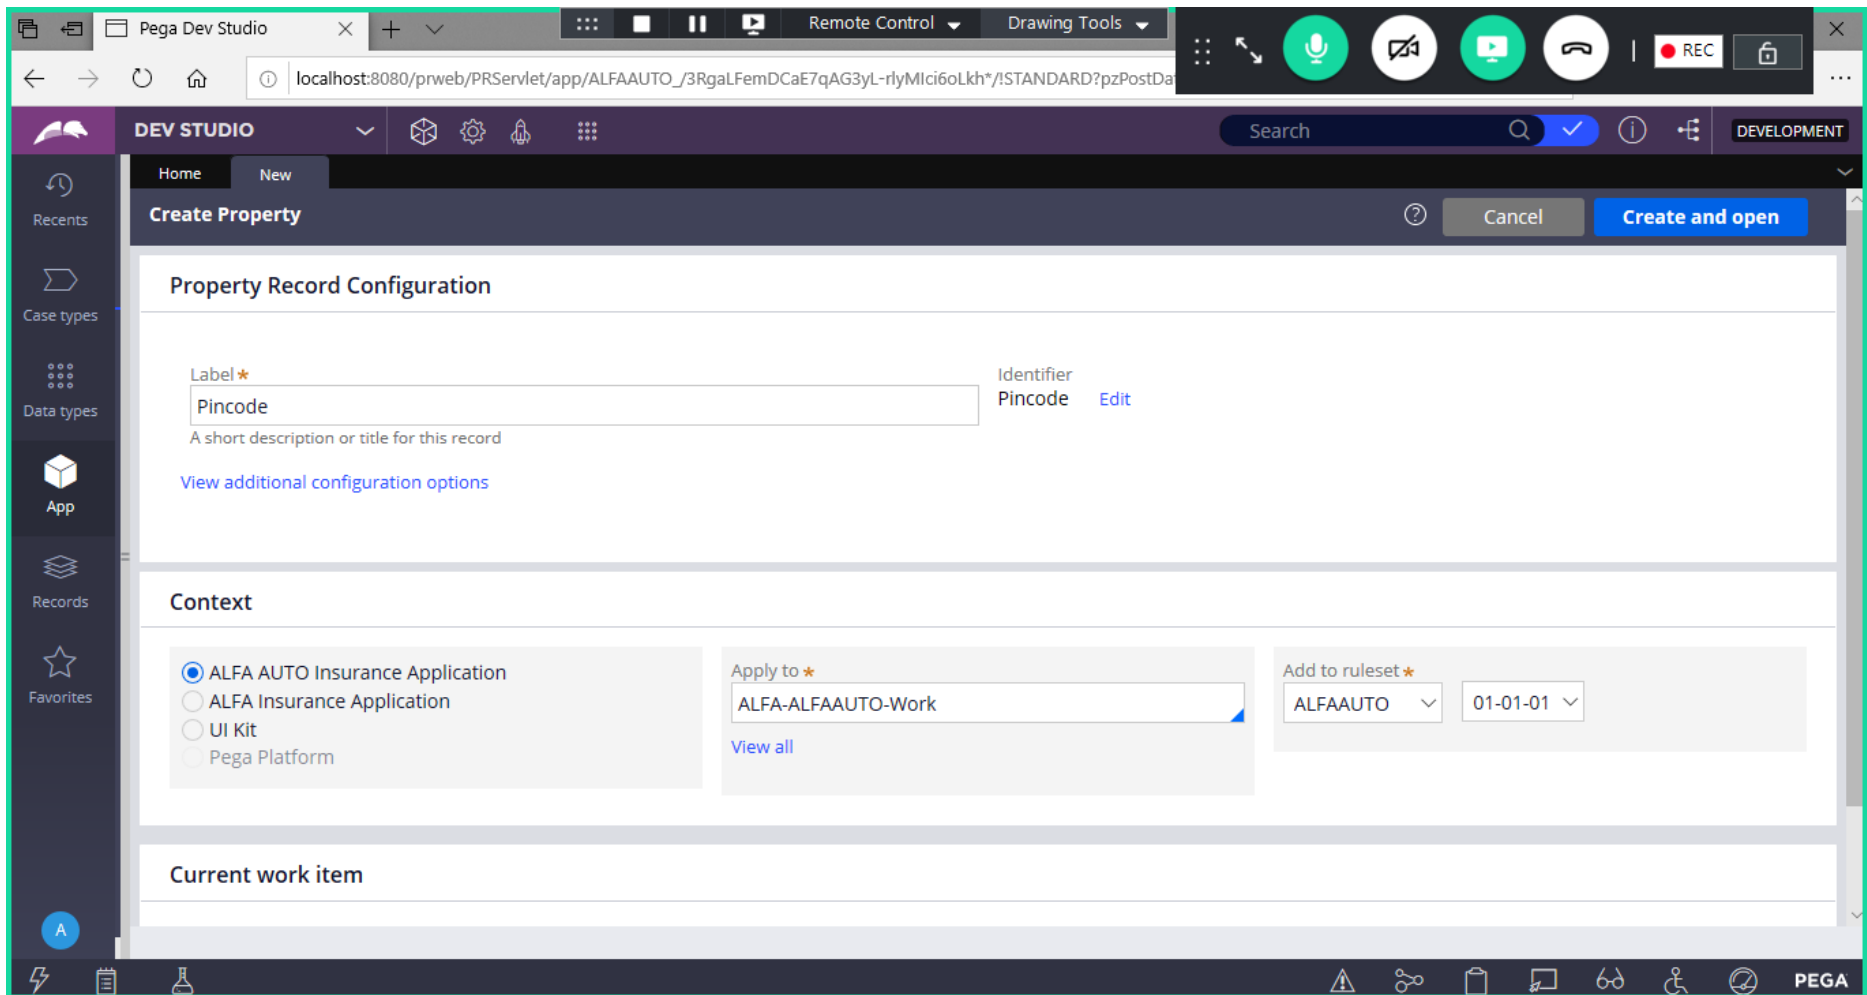 Pega Dev Studio
Remote Control
Drawing Tools
REC
localhost:8080/prweb/PRServlet/app/ALFAAUTO_/3RgaLFemDCaE7qAG3yL-rlyMIci6oLkh*/!STANDARD?pzPostDa
DEV STUDIO
Search
DEVELOPMENT
Home
New
Recents
Create Property
Cancel
Create and open
Property Record Configuration
Case types
Label *
Identifier
Pincode
Pincode
Edit
A short description or title for this record
Data types
View additional configuration options
App
Context
Records
ALFA AUTO Insurance Application
ALFA Insurance Application
UI Kit
Pega Platform
Apply to *
ALFA-ALFAAUTO-Work
View all
Add to ruleset *
ALFAAUTO
01-01-01
Favorites
Current work item
A
PEGA